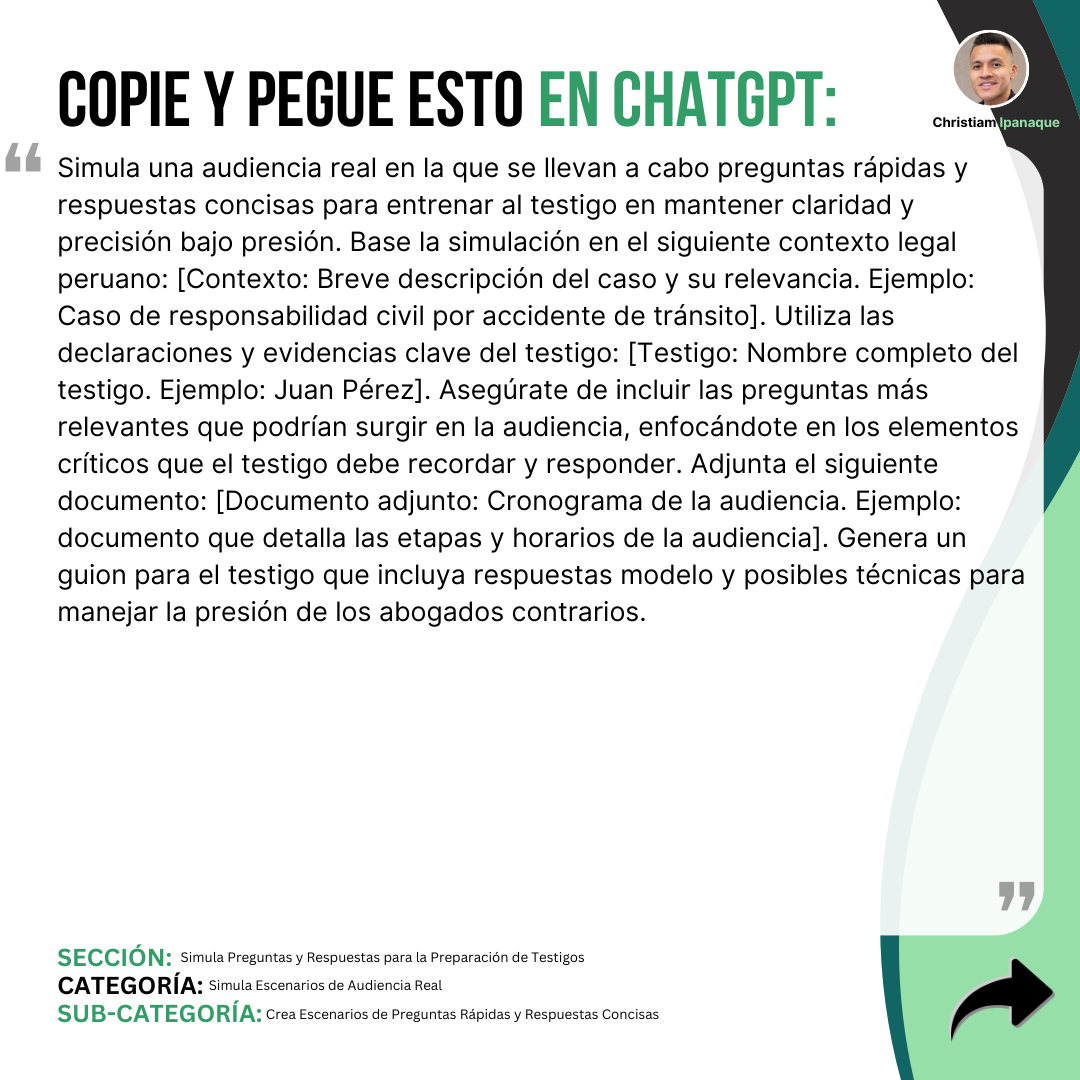 COPIE Y PEGUE ESTO EN CHATGPT:
Christiam Ipanaque
“
Simula una audiencia real en la que se llevan a cabo preguntas rápidas y
respuestas concisas para entrenar al testigo en mantener claridad y
precisión bajo presión. Base la simulación en el siguiente contexto legal
peruano: [Contexto: Breve descripción del caso y su relevancia. Ejemplo:
Caso de responsabilidad civil por accidente de tránsito]. Utiliza las
declaraciones y evidencias clave del testigo: [Testigo: Nombre completo del
testigo. Ejemplo: Juan Pérez]. Asegúrate de incluir las preguntas más
relevantes que podrían surgir en la audiencia, enfocándote en los elementos
críticos que el testigo debe recordar y responder. Adjunta el siguiente
documento: [Documento adjunto: Cronograma de la audiencia. Ejemplo:
documento que detalla las etapas y horarios de la audiencia]. Genera un
guion para el testigo que incluya respuestas modelo y posibles técnicas para
manejar la presión de los abogados contrarios.
”
SECCIÓN: Simula Preguntas y Respuestas para la Preparación de Testigos
CATEGORÍA: Simula Escenarios de Audiencia Real
SUB-CATEGORÍA: Crea Escenarios de Preguntas Rápidas y Respuestas Concisas